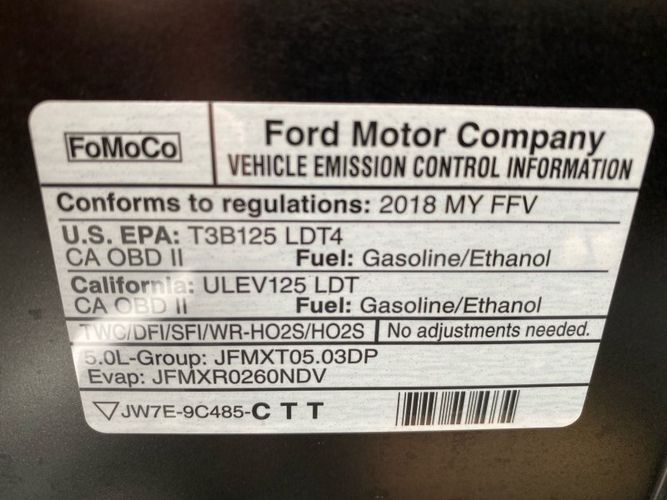 FoMoCo
Ford Motor Company
VEHICLE EMISSION CONTROL INFORMATION
Conforms to regulations: 2018 MY FFV
U.S. EPA: T3B125 LDT4
CA OBD II Fuel: Gasoline/Ethanol
California: ULEV125 LDT
CA OBD II Fuel: Gasoline/Ethanol
TWC/DFI/SFI/WR-HO2S/HO2S No adjustments needed.
5.0L-Group: JFMXT05.03DP
Evap: JFMXR0260NDV
JW7E-9C485-C T T